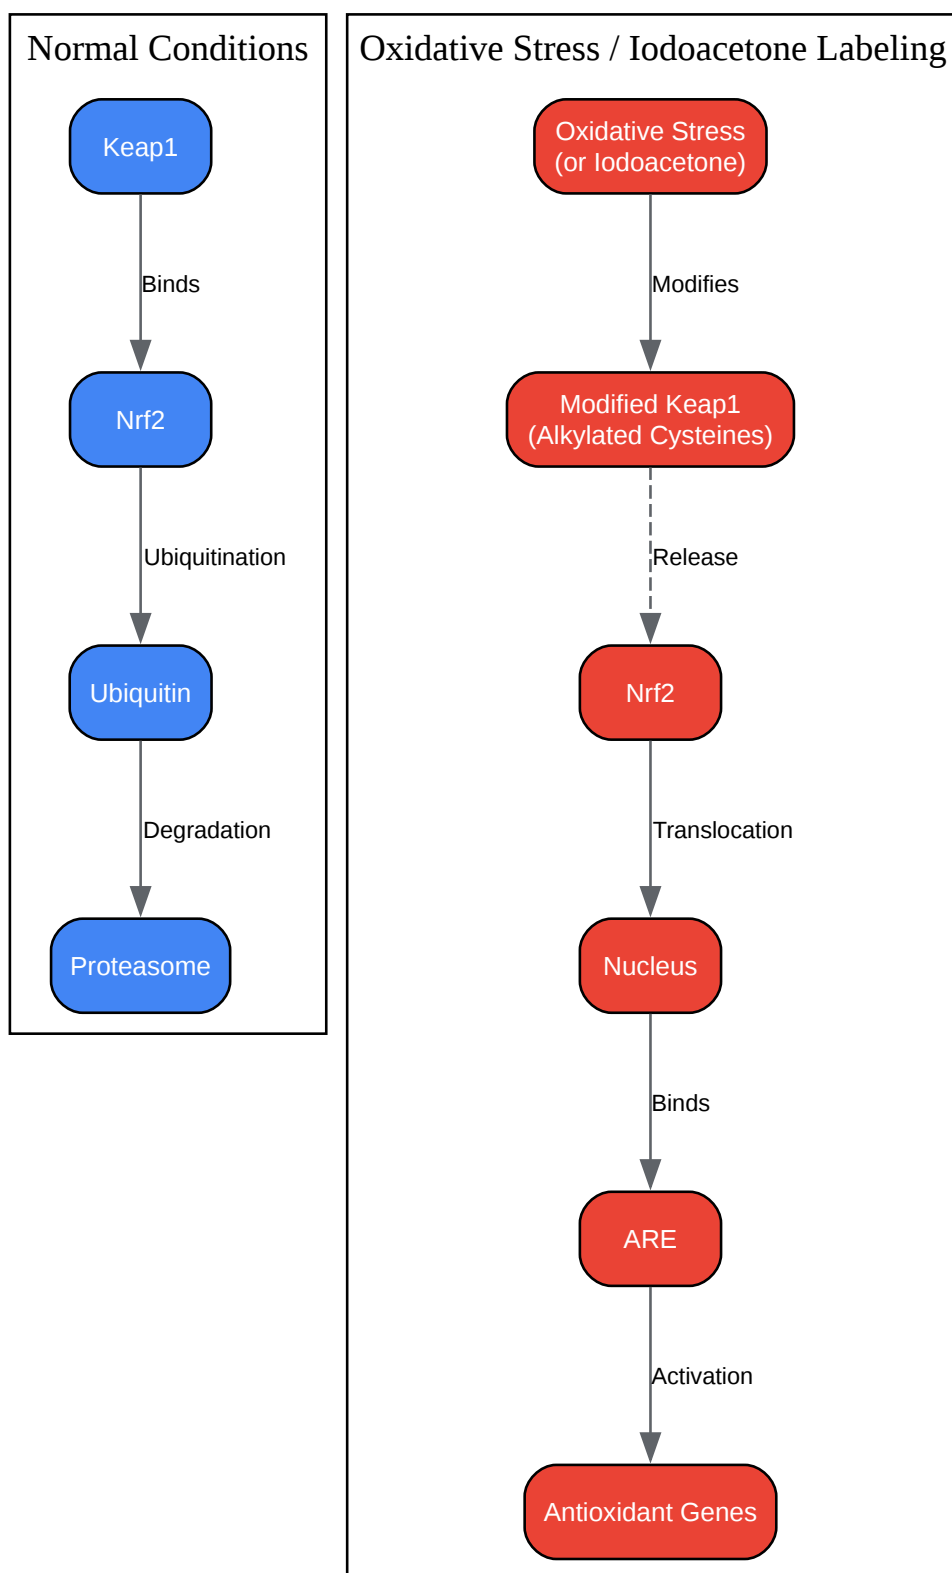 Normal Conditions
Keap1
Binds
Nrf2
Ubiquitination
Ubiquitin
Degradation
Proteasome
Oxidative Stress / Iodoacetone Labeling
Oxidative Stress
(or Iodoacetone)
Modifies
Modified Keap1
(Alkylated Cysteines)
Release
Nrf2
Translocation
Nucleus
Binds
ARE
Activation
Antioxidant Genes